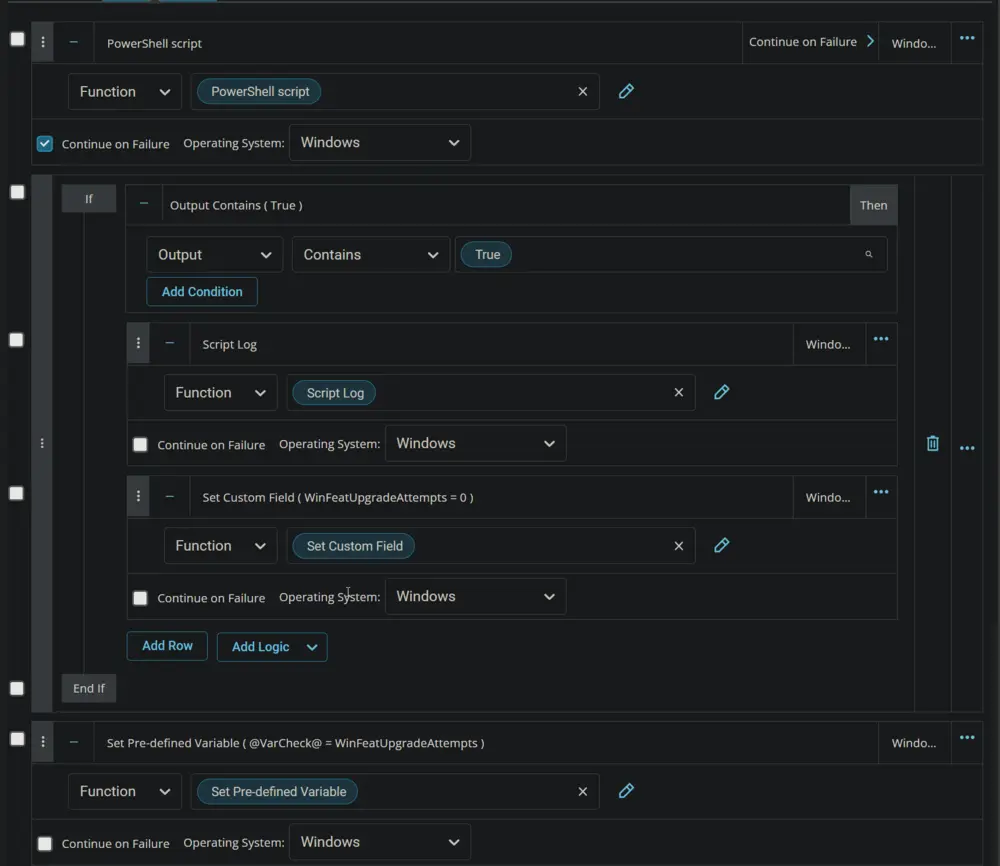 PowerShell script Continue on Failure Windo...
Function PowerShell script
Continue on Failure Operating System: Windows
If Output Contains ( True ) Then
Output Contains True
Add Condition
Script Log Windo...
Function Script Log
Continue on Failure Operating System: Windows
Set Custom Field ( WinFeatUpgradeAttempts = 0 ) Windo...
Function Set Custom Field
Continue on Failure Operating System: Windows
Add Row Add Logic
End If
Set Pre-defined Variable ( @VarCheck@ = WinFeatUpgradeAttempts ) Windo...
Function Set Pre-defined Variable
Continue on Failure Operating System: Windows